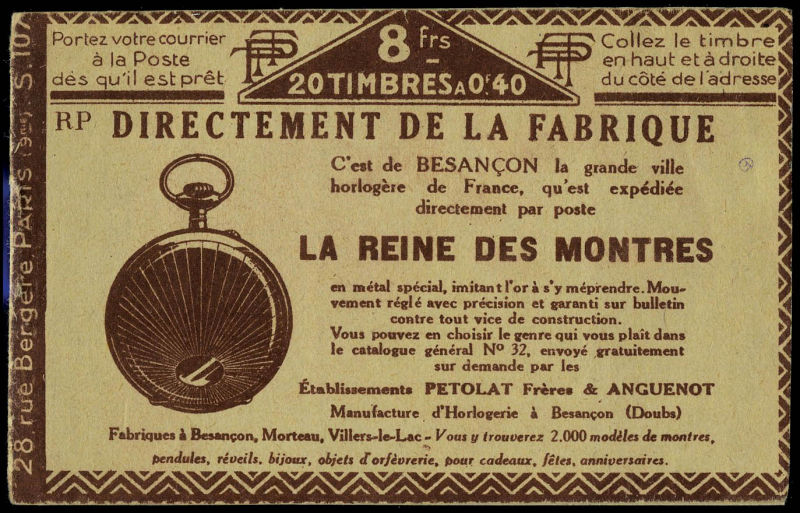 Portez votre courrier
à la Poste
dès qu'il est prêt
8 frs
20 TIMBRES A 0f.40
Collez le timbre
en haut et à droite
du côté de l'adresse
RP DIRECTEMENT DE LA FABRIQUE
C'est de BESANÇON la grande ville
horlogère de France, qu'est expédiée
directement par poste
LA REINE DES MONTRES
en métal spécial, imitant l'or à s'y méprendre. Mou-
vement réglé avec précision et garanti sur bulletin
contre tout vice de construction.
Vous pouvez en choisir le genre qui vous plaît dans
le catalogue général No 32, envoyé gratuitement
sur demande par les
Établissements PETOLAT Frères & ANGUENOT
Manufacture d'Horlogerie à Besançon (Doubs)
Fabriques à Besançon, Morteau, Villers-le-Lac - Vous y trouverez 2.000 modèles de montres,
pendules, réveils, bijoux, objets d'orfèvrerie, pour cadeaux, fêtes, anniversaires.
28 rue Bergère PARIS (9me) S. 107